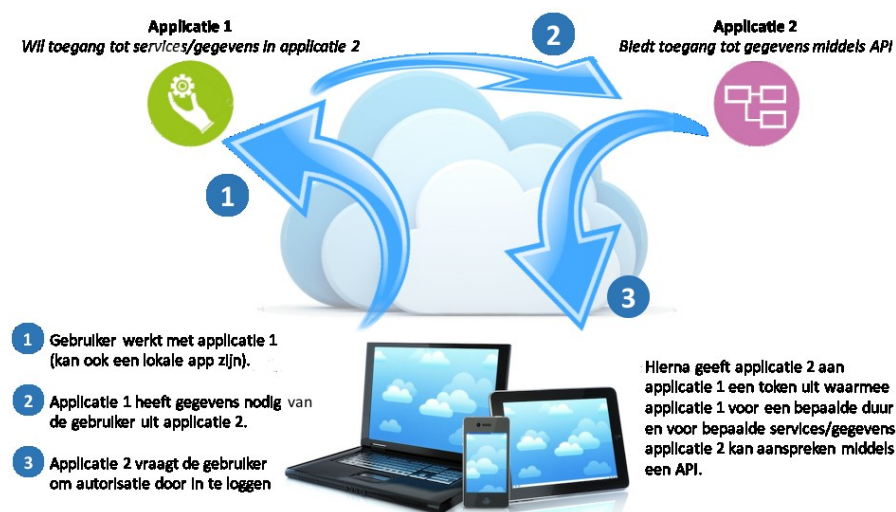 Applicatie 1
Wil toegang tot services/gegevens in applicatie 2
2
Applicatie 2
Biedt toegang tot gegevens middels API
1
3
1 Gebruiker werkt met applicatie 1
(kan ook een lokale app zijn).
2 Applicatie 1 heeft gegevens nodig van
de gebruiker uit applicatie 2.
3 Applicatie 2 vraagt de gebruiker
om autorisatie door in te loggen
Hierna geeft applicatie 2 aan
applicatie 1 een token uit waarmee
applicatie 1 voor een bepaalde duur
en voor bepaalde services/gegevens
applicatie 2 kan aanspreken middels
een API.